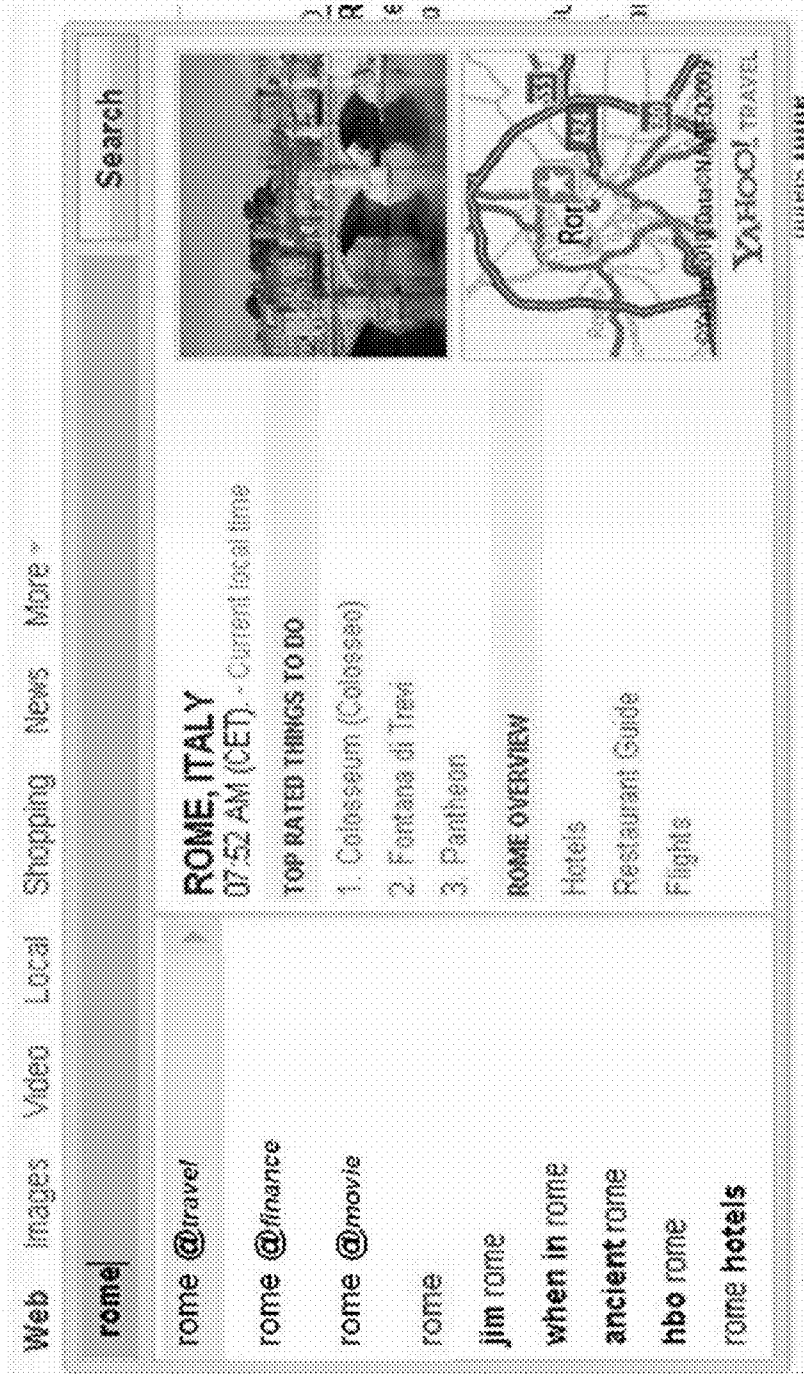 Web Images Video Local Shopping News More
rome
Search
rome @travel
rome @finance
rome @movie
rome
jim rome
when in rome
ancient rome
hbo rome
rome hotels
ROME, ITALY
07:52 AM (CET) - Current local time
TOP RATED THINGS TO DO
1. Colosseum (Colosseo)
2. Fontana di Trevi
3. Pantheon
ROME OVERVIEW
Hotels
Restaurant Guide
Flights
Rom
YAHOO! TRAVEL